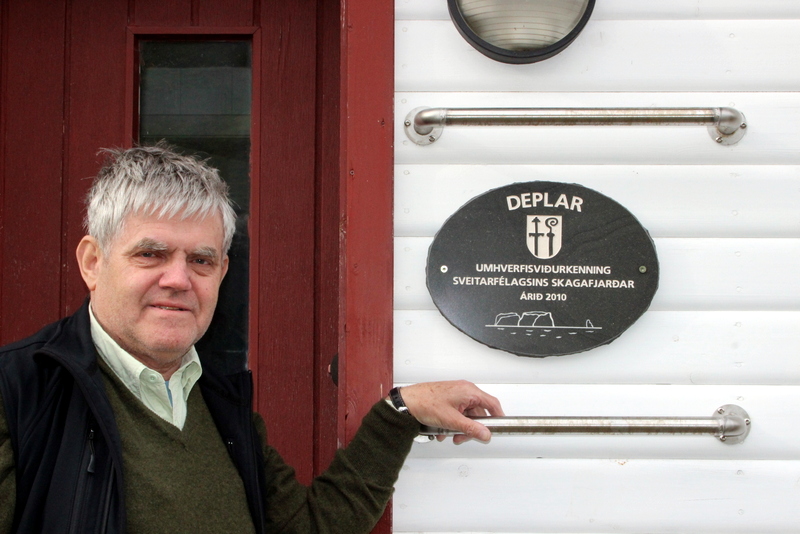 DEPLAR
UMHVERFISVIÐURKENNING
SVEITARFÉLAGSINS SKAGAFJARÐAR
ÁRIÐ 2010